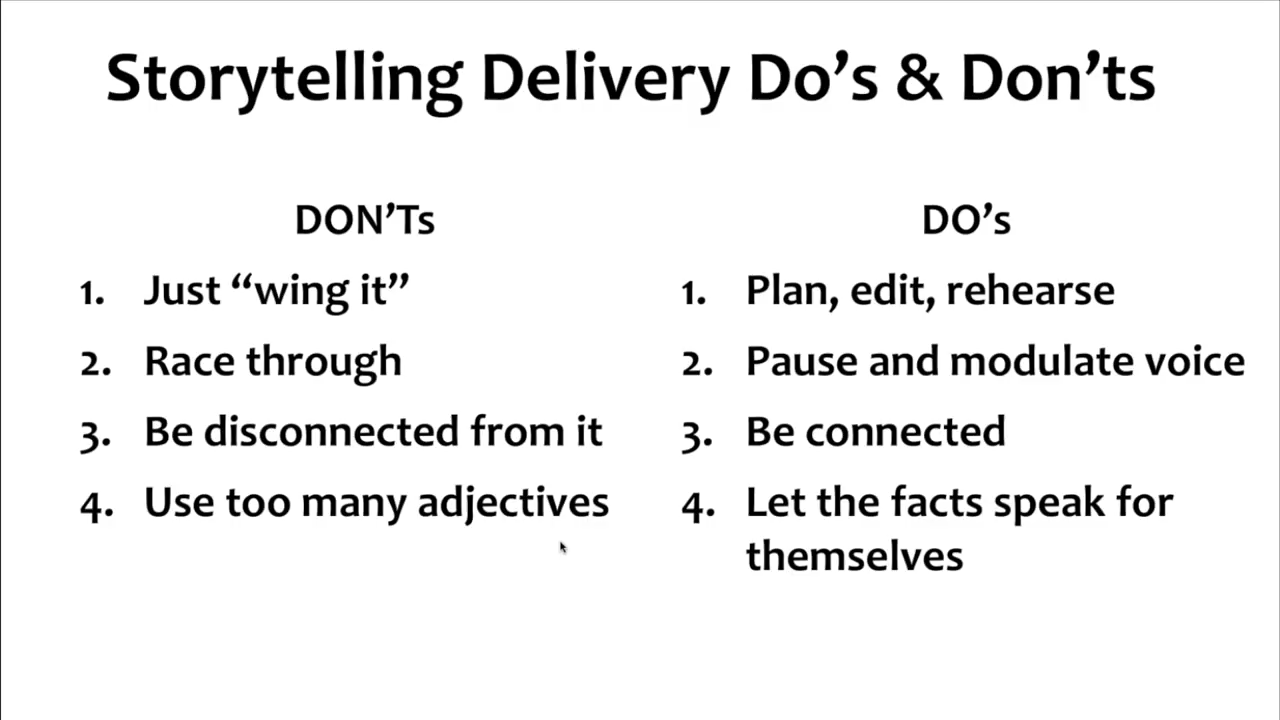 Storytelling Delivery Do’s & Don’ts
DON’Ts
1. Just “wing it”
2. Race through
3. Be disconnected from it
4. Use too many adjectives
DO’s
1. Plan, edit, rehearse
2. Pause and modulate voice
3. Be connected
4. Let the facts speak for
themselves